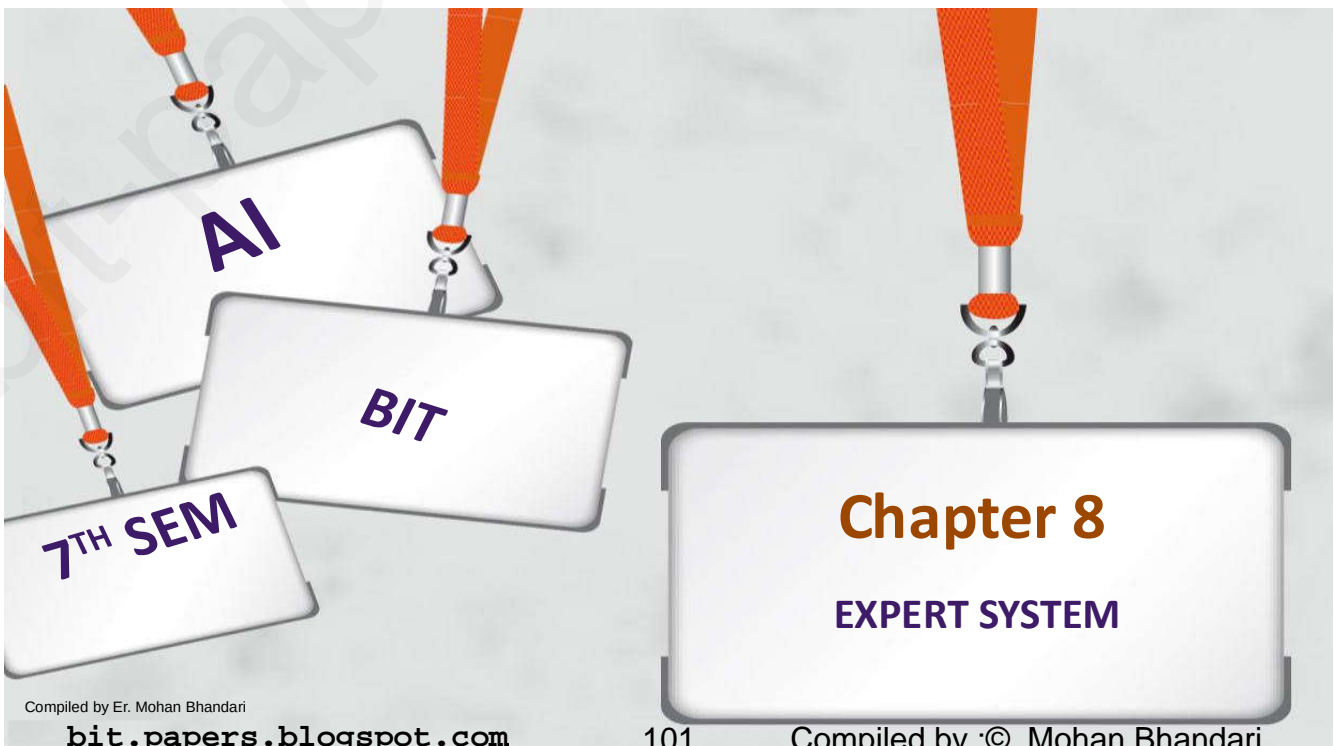 AI
BIT
7TH SEM
Chapter 8
EXPERT SYSTEM
Compiled by Er. Mohan Bhandari
bit.papers.blogspot.com 101 Compiled by :© Mohan Bhandari